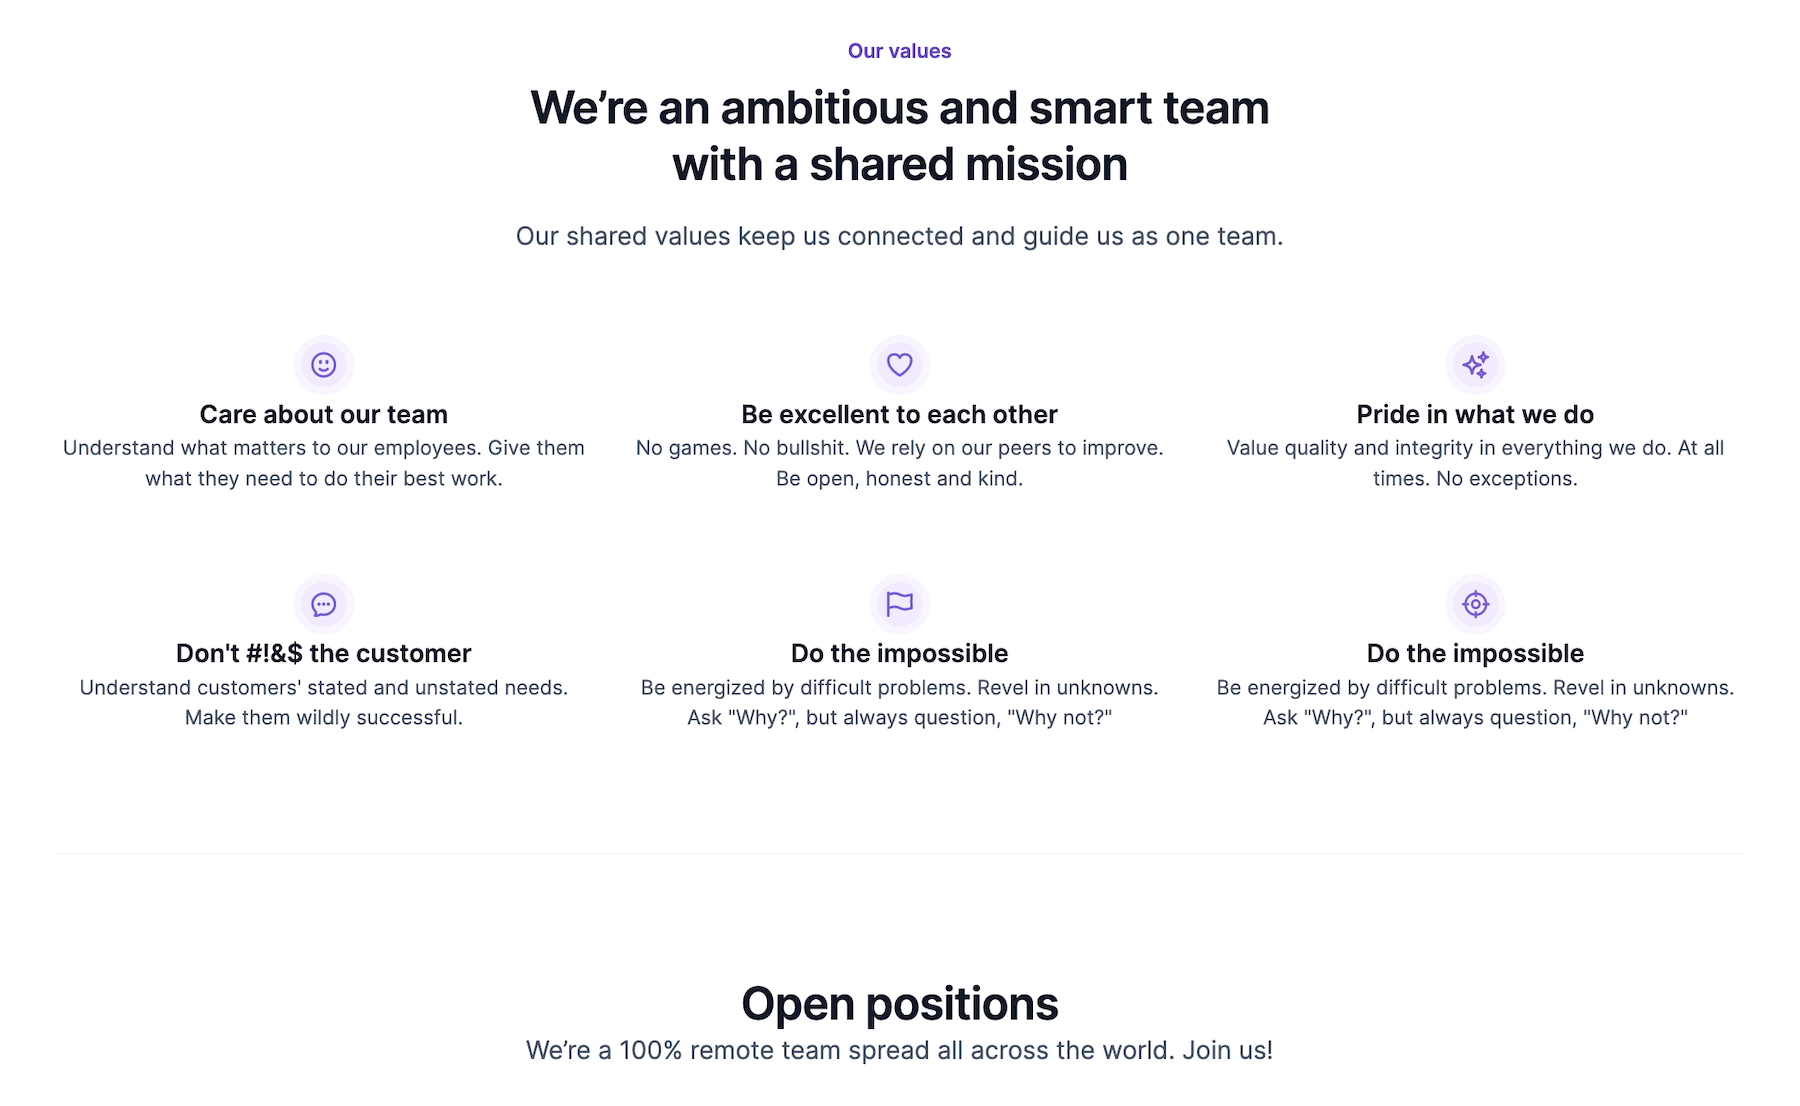 Our values
We’re an ambitious and smart team
with a shared mission
Our shared values keep us connected and guide us as one team.
Care about our team
Understand what matters to our employees. Give them
what they need to do their best work.
Be excellent to each other
No games. No bullshit. We rely on our peers to improve.
Be open, honest and kind.
Pride in what we do
Value quality and integrity in everything we do. At all
times. No exceptions.
Don't #!&$ the customer
Understand customers' stated and unstated needs.
Make them wildly successful.
Do the impossible
Be energized by difficult problems. Revel in unknowns.
Ask "Why?", but always question, "Why not?"
Do the impossible
Be energized by difficult problems. Revel in unknowns.
Ask "Why?", but always question, "Why not?"
Open positions
We’re a 100% remote team spread all across the world. Join us!